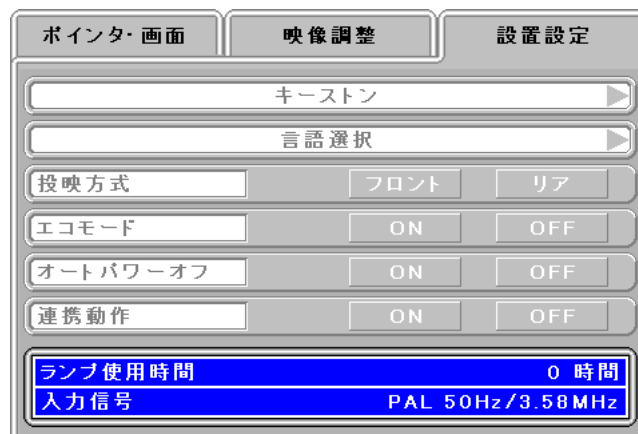 ポインタ・画面 映像調整 設置設定
キーストン
言語選択
投映方式 フロント リア
エコモード ON OFF
オートパワーオフ ON OFF
連携動作 ON OFF
ランプ使用時間 0 時間
入力信号 PAL 50Hz/3.58MHz